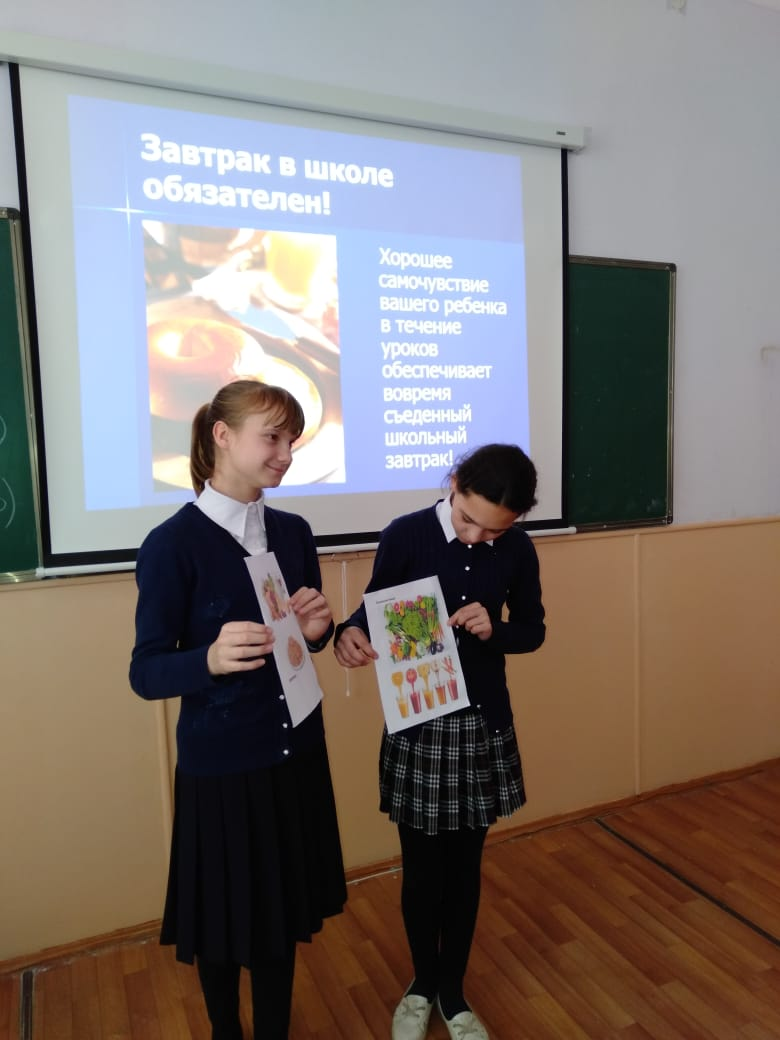 Завтрак в школе
обязателен!
Хорошее
самочувствие
вашего ребенка
в течение
уроков
обеспечивает
вовремя
съеденный
школьный
завтрак!